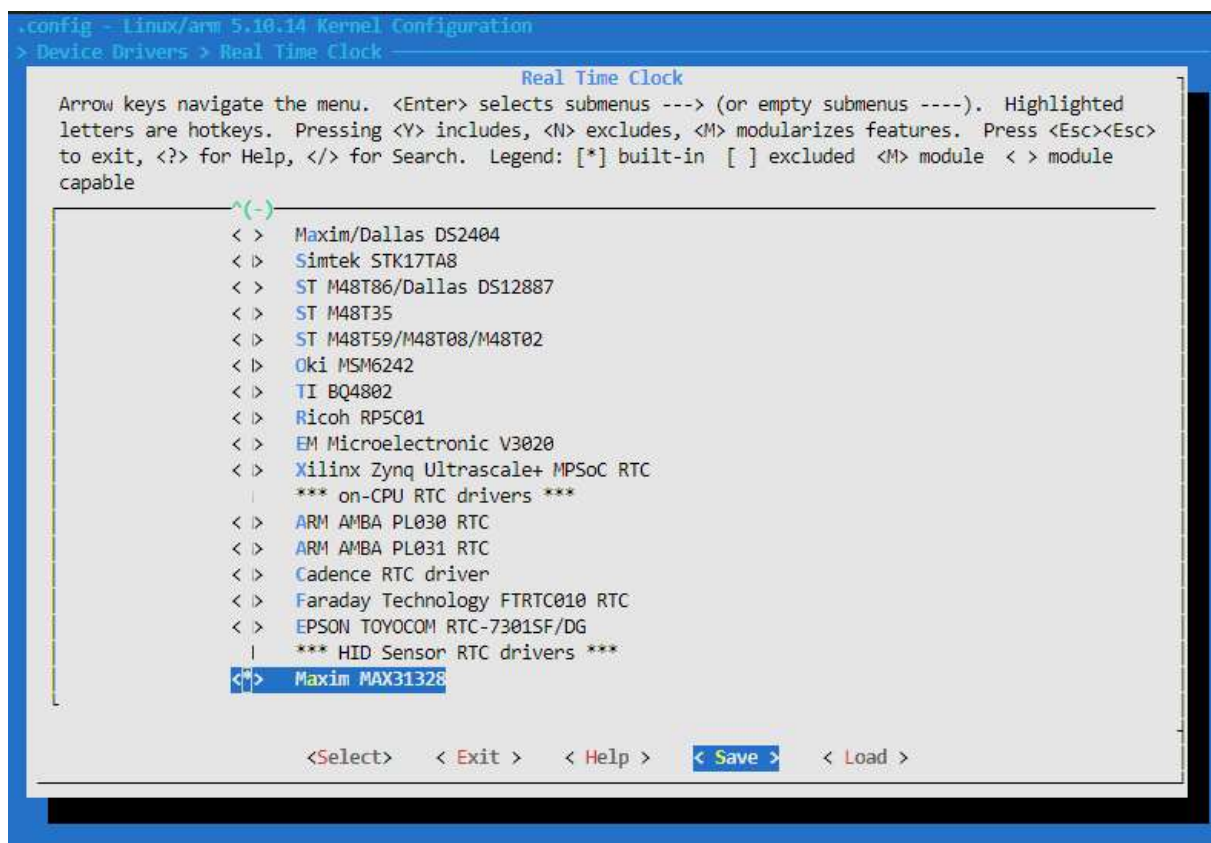 .config - Linux/arm 5.10.14 Kernel Configuration
> Device Drivers > Real Time Clock
Real Time Clock
Arrow keys navigate the menu. <Enter> selects submenus ---> (or empty submenus ----). Highlighted
letters are hotkeys. Pressing <Y> includes, <N> excludes, <M> modularizes features. Press <Esc><Esc>
to exit, <?> for Help, </> for Search. Legend: [*] built-in [ ] excluded <M> module < > module
capable
^(-)
< > Maxim/Dallas DS2404
< > Simtek STK17TA8
< > ST M48T86/Dallas DS12887
< > ST M48T35
< > ST M48T59/M48T08/M48T02
< > Oki MSM6242
< > TI BQ4802
< > Ricoh RP5C01
< > EM Microelectronic V3020
< > Xilinx Zynq Ultrascale+ MPSoC RTC
*** on-CPU RTC drivers ***
< > ARM AMBA PL030 RTC
< > ARM AMBA PL031 RTC
< > Cadence RTC driver
< > Faraday Technology FTRTC010 RTC
< > EPSON TOYOCOM RTC-7301SF/DG
*** HID Sensor RTC drivers ***
<*> Maxim MAX31328
<Select> < Exit > < Help > < Save > < Load >